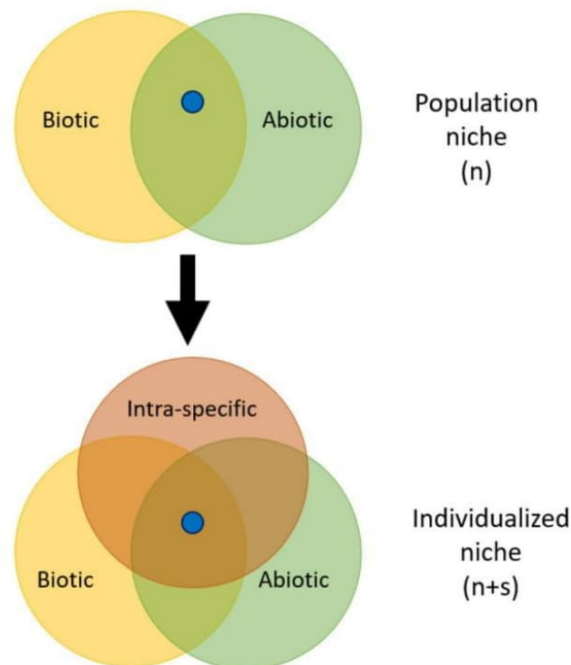 Biotic
Abiotic
Population
niche
(n)
Intra-specific
Biotic
Abiotic
Individualized
niche
(n+s)